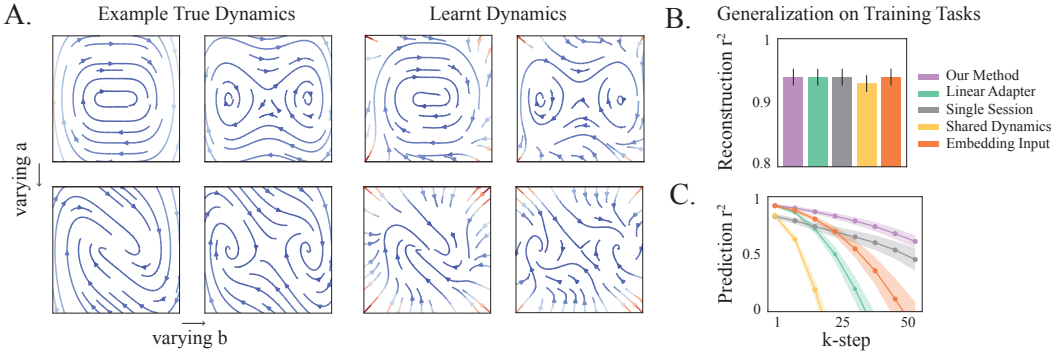 A.
Example True Dynamics
Learnt Dynamics
varying a
varying b
B.
Generalization on Training Tasks
Reconstruction r²
1
0.9
0.8
Our Method
Linear Adapter
Single Session
Shared Dynamics
Embedding Input
C.
Prediction r²
1
0.5
0
1
25
50
k-step